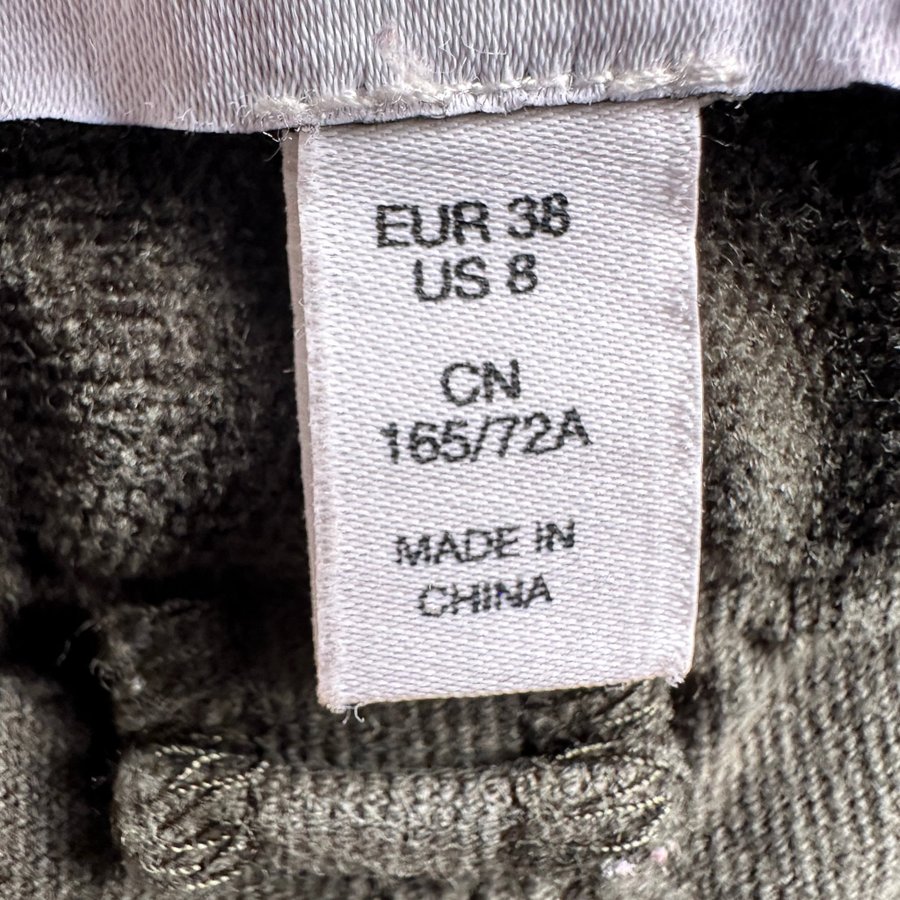 EUR 38
US 8
CN
165/72A
MADE IN
CHINA